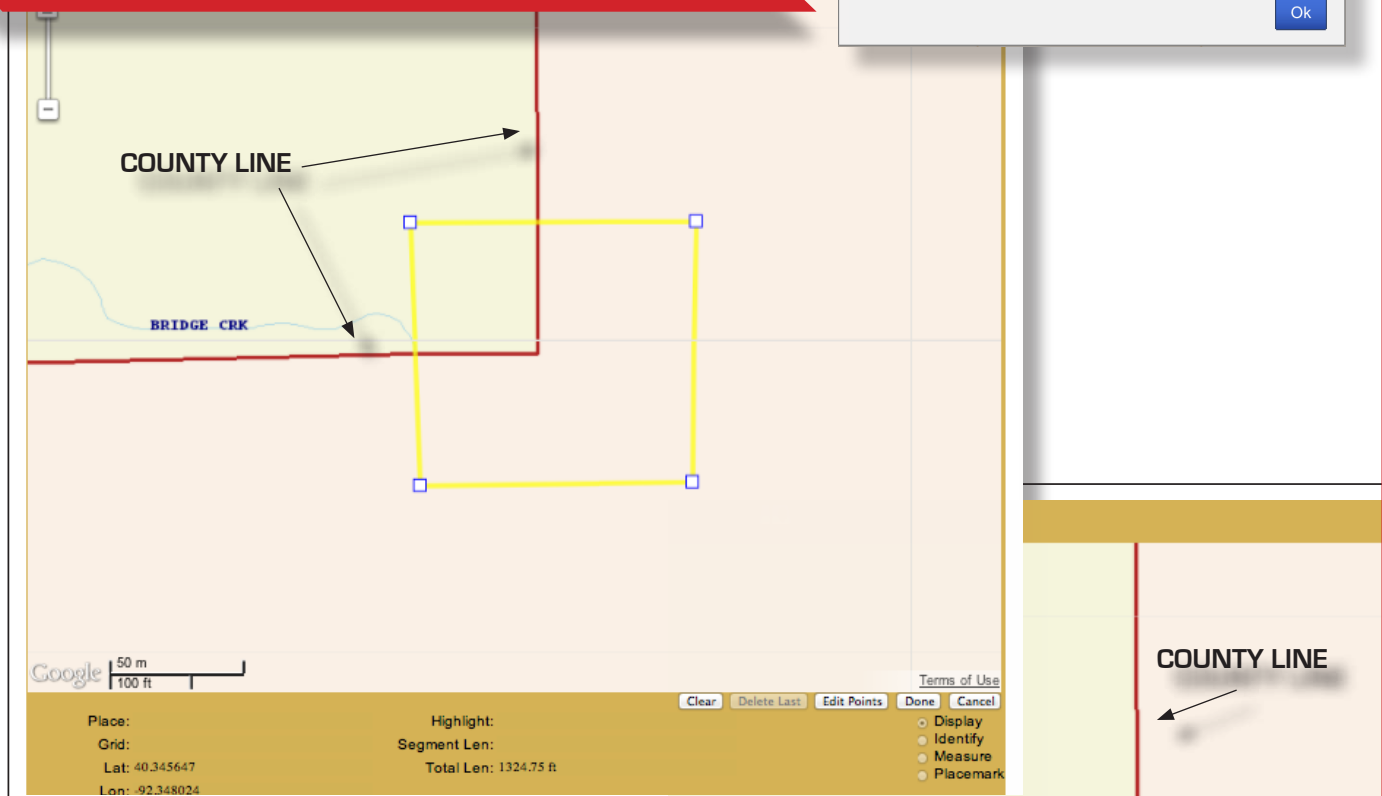 Ok
COUNTY LINE
BRIDGE CRK
Google
50 m
100 ft
Terms of Use
Clear Delete Last Edit Points Done Cancel
Place:
Grid:
Lat: 40.345647
Lon: -92.348024
Highlight:
Segment Len:
Total Len: 1324.75 ft
Display
Identify
Measure
Placemark
COUNTY LINE